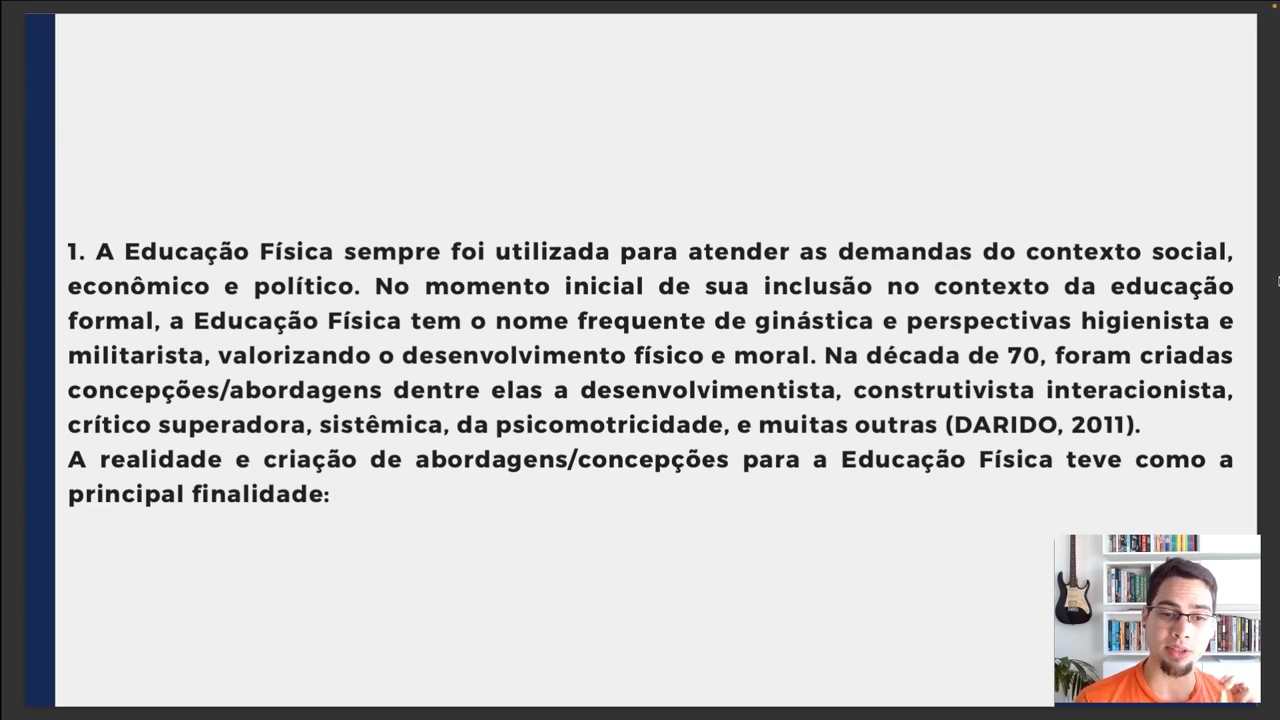 1. A Educação Física sempre foi utilizada para atender as demandas do contexto social,
econômico e político. No momento inicial de sua inclusão no contexto da educação
formal, a Educação Física tem o nome frequente de ginástica e perspectivas higienista e
militarista, valorizando o desenvolvimento físico e moral. Na década de 70, foram criadas
concepções/abordagens dentre elas a desenvolvimentista, construtivista interacionista,
crítico superadora, sistêmica, da psicomotricidade, e muitas outras (DARIDO, 2011).
A realidade e criação de abordagens/concepções para a Educação Física teve como a
principal finalidade: